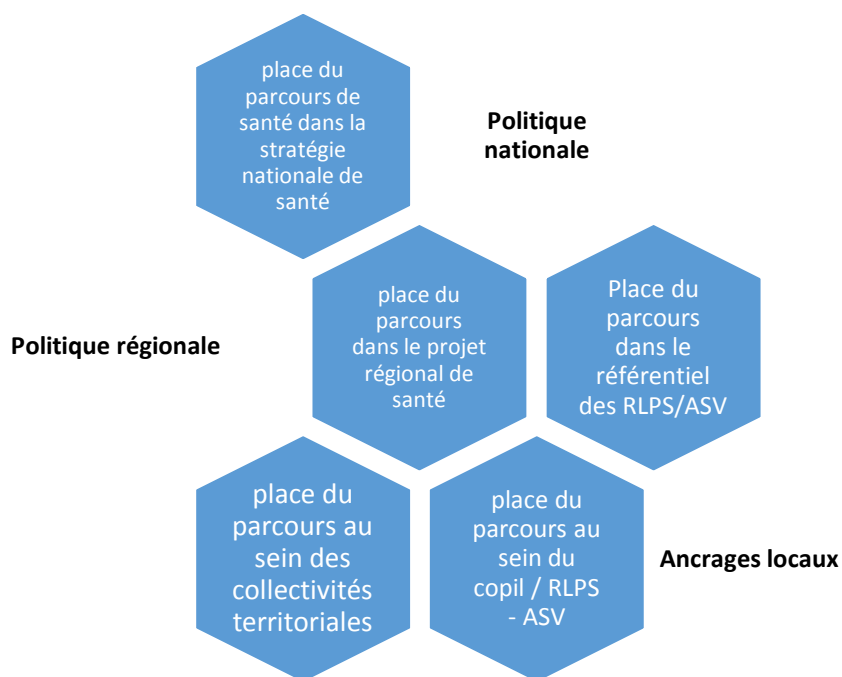 place du
parcours de
santé dans la
stratégie
nationale de
santé
Politique
nationale
Politique régionale
place du
parcours
dans le projet
régional de
santé
Place du
parcours
dans le
référentiel
des RLPS/ASV
place du
parcours au
sein des
collectivités
territoriales
place du
parcours au
sein du
copil / RLPS
- ASV
Ancrages locaux